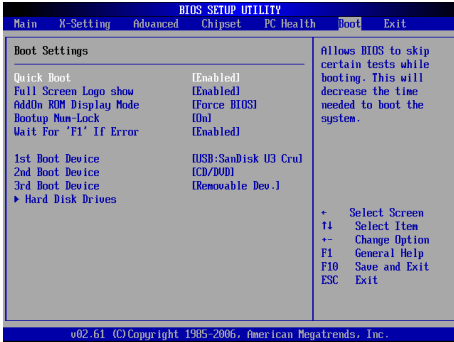 BIOS SETUP UTILITY
Main X-Setting Advanced Chipset PC Health Boot Exit
Boot Settings
Quick Boot [Enabled]
Full Screen Logo show [Enabled]
AddOn ROM Display Mode [Force BIOS]
Bootup Num-Lock [On]
Wait For 'F1' If Error [Enabled]
1st Boot Device [USB:SanDisk U3 Cru]
2nd Boot Device [CD/DVD]
3rd Boot Device [Removable Dev.]
▶ Hard Disk Drives
Allows BIOS to skip
certain tests while
booting. This will
decrease the time
needed to boot the
system.
← Select Screen
↑↓ Select Item
+- Change Option
F1 General Help
F10 Save and Exit
ESC Exit
v02.61 (C)Copyright 1985-2006, American Megatrends, Inc.